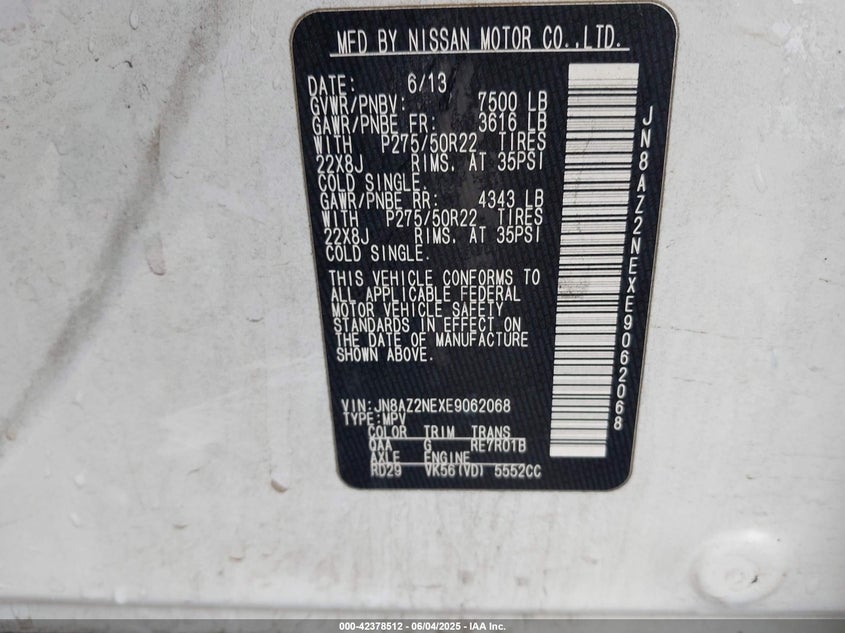 MFD BY NISSAN MOTOR CO.,LTD.
DATE: 6/13
GVWR/PNBV: 7500 LB
GAWR/PNBE FR: 3616 LB
WITH P275/50R22 TIRES
22X8J RIMS. AT 35PSI
COLD SINGLE.
GAWR/PNBE RR: 4343 LB
WITH P275/50R22 TIRES
22X8J RIMS. AT 35PSI
COLD SINGLE.
THIS VEHICLE CONFORMS TO
ALL APPLICABLE FEDERAL
MOTOR VEHICLE SAFETY
STANDARDS IN EFFECT ON
THE DATE OF MANUFACTURE
SHOWN ABOVE.
VIN:JN8AZ2NEXE9062068
TYPE:MPV
COLOR TRIM TRANS
QAA G RE7R01B
AXLE ENGINE
RD29 VK56(VD) 5552CC
JN8AZ2NEXE9062068
000-42378512 | 06/04/2025 - IAA Inc.